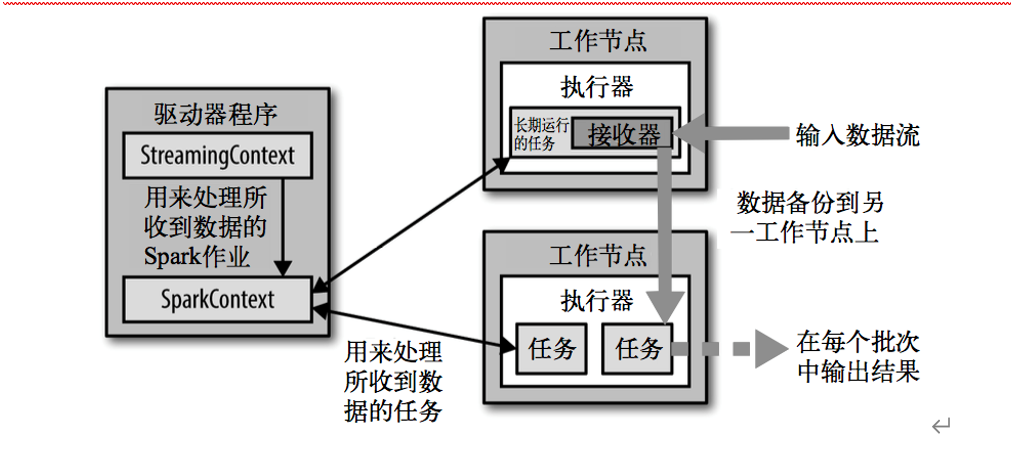 驱动器程序
StreamingContext
用来处理所
收到数据的
Spark作业
SparkContext
用来处理
所收到数
据的任务
工作节点
执行器
长期运行
的任务
接收器
输入数据流
数据备份到另
一工作节点上
工作节点
执行器
任务
任务
在每个批次
中输出结果